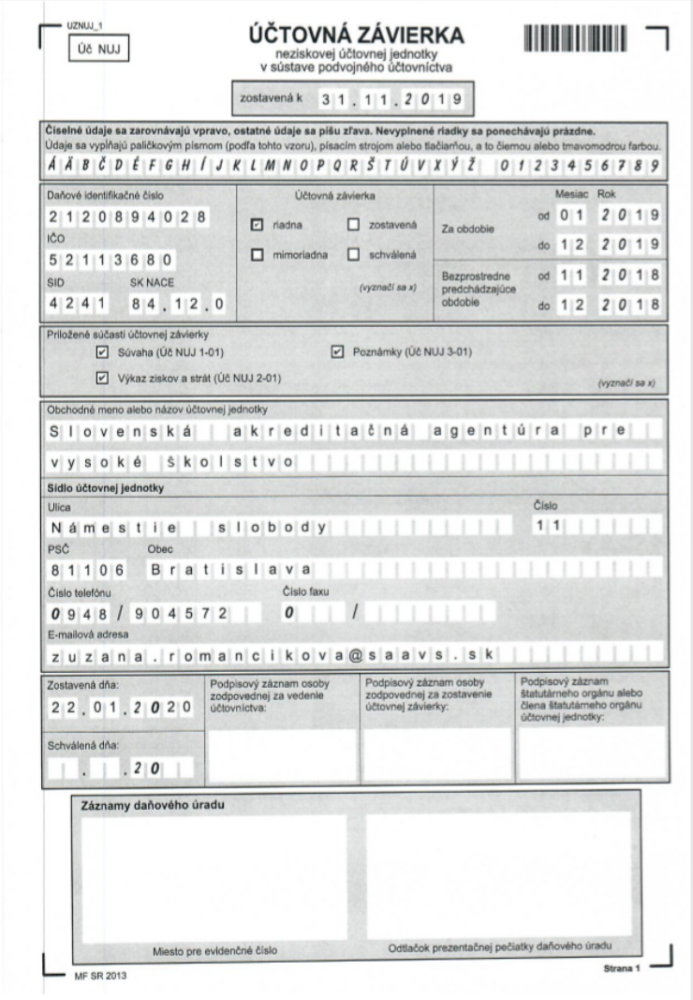 UZNUJ_1
Úč NUJ
ÚČTOVNÁ ZÁVIERKA
neziskovej účtovnej jednotky
v sústave podvojného účtovníctva
zostavená k 31.11.2019
Číselné údaje sa zarovnávajú vpravo, ostatné údaje sa píšu zľava. Nevyplnené riadky sa ponechávajú prázdne.
Údaje sa vyplňajú paličkovým písmom (podľa tohto vzoru), písacím strojom alebo tlačiarňou, a to čiernou alebo tmavomodrou farbou.
Á Ä B Č D É F G H Í J K L M N O P Q R Š T Ú V X Ý Ž 0 1 2 3 4 5 6 7 8 9
Daňové identifikačné číslo
2120894028
IČO
52113680
SID SK NACE
4241 84.12.0
Účtovná závierka
riadna zostavená
mimoriadna schválená
(vyznačí sa x)
Mesiac Rok
Za obdobie od 01 2019
do 12 2019
Bezprostredne predchádzajúce obdobie od 11 2018
do 12 2018
Priložené súčasti účtovnej závierky
Súvaha (Úč NUJ 1-01) Poznámky (Úč NUJ 3-01)
Výkaz ziskov a strát (Úč NUJ 2-01)
(vyznačí sa x)
Obchodné meno alebo názov účtovnej jednotky
Slovenská akreditačná agentúra pre
vysoké školstvo
Sídlo účtovnej jednotky
Ulica Číslo
Námestie slobody 11
PSČ Obec
81106 Bratislava
Číslo telefónu Číslo faxu
0948/904572 0 /
E-mailová adresa
zuzana.romancikova@saavs.sk
Zostavená dňa:
22.01.2020
Schválená dňa:
. .20
Podpisový záznam osoby
zodpovednej za vedenie
účtovníctva:
Podpisový záznam osoby
zodpovednej za zostavenie
účtovnej závierky:
Podpisový záznam
štatutárneho orgánu alebo
člena štatutárneho orgánu
účtovnej jednotky:
Záznamy daňového úradu
Miesto pre evidenčné číslo
Odtlačok prezentačnej pečiatky daňového úradu
MF SR 2013
Strana 1